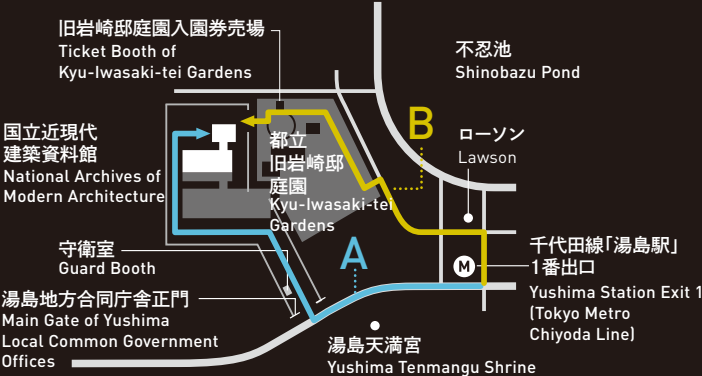 旧岩崎邸庭園入園券売場
Ticket Booth of
Kyu-Iwasaki-tei Gardens
不忍池
Shinobazu Pond
国立近現代
建築資料館
National Archives of
Modern Architecture
都立
旧岩崎邸
庭園
Kyu-Iwasaki-tei
Gardens
B
ローソン
Lawson
守衛室
Guard Booth
A
M
千代田線「湯島駅」
1番出口
Yushima Station Exit 1
(Tokyo Metro
Chiyoda Line)
湯島地方合同庁舎正門
Main Gate of Yushima
Local Common Government
Offices
湯島天満宮
Yushima Tenmangu Shrine